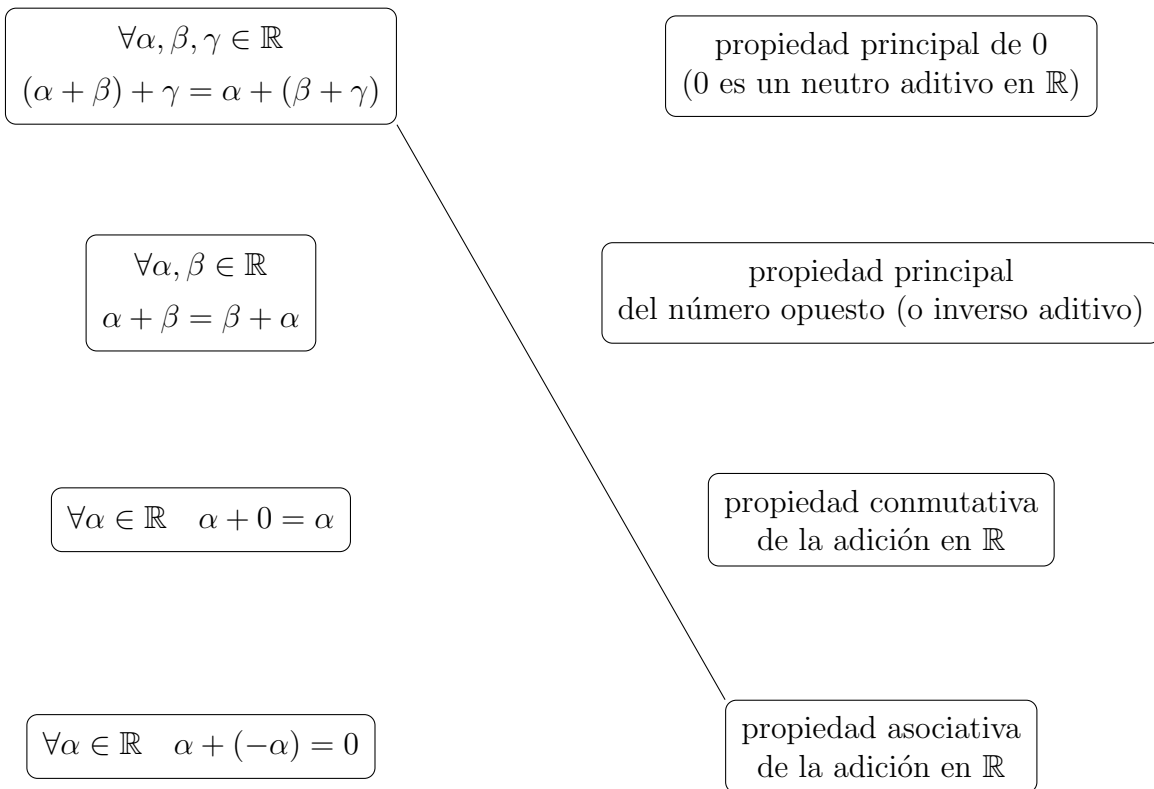 ∀α, β, γ ∈ ℝ
(α + β) + γ = α + (β + γ)
propiedad principal de 0
(0 es un neutro aditivo en ℝ)
∀α, β ∈ ℝ
α + β = β + α
propiedad principal
del número opuesto (o inverso aditivo)
∀α ∈ ℝ α + 0 = α
propiedad conmutativa
de la adición en ℝ
∀α ∈ ℝ α + (−α) = 0
propiedad asociativa
de la adición en ℝ